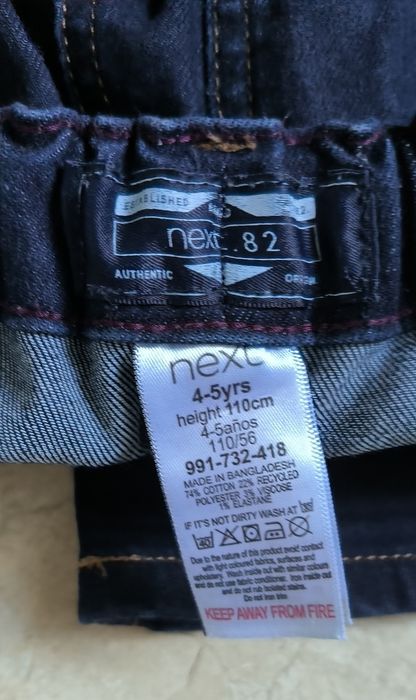 ESTABLISHED
next .82
AUTHENTIC
next
4-5yrs
height 110cm
4-5años
110/56
991-732-418
MADE IN BANGLADESH
74% COTTON 22% RECYCLED
POLYESTER 3% VISCOSE
1% ELASTANE
IF IT'S NOT DIRTY WASH AT 30
40
Due to the nature of this product avoid contact
with light coloured fabrics, surfaces and
upholstery. Wash inside out with similar colours
and do not use fabric conditioner. Iron inside out
and do not rub isolated stains.
Do not iron trim
KEEP AWAY FROM FIRE